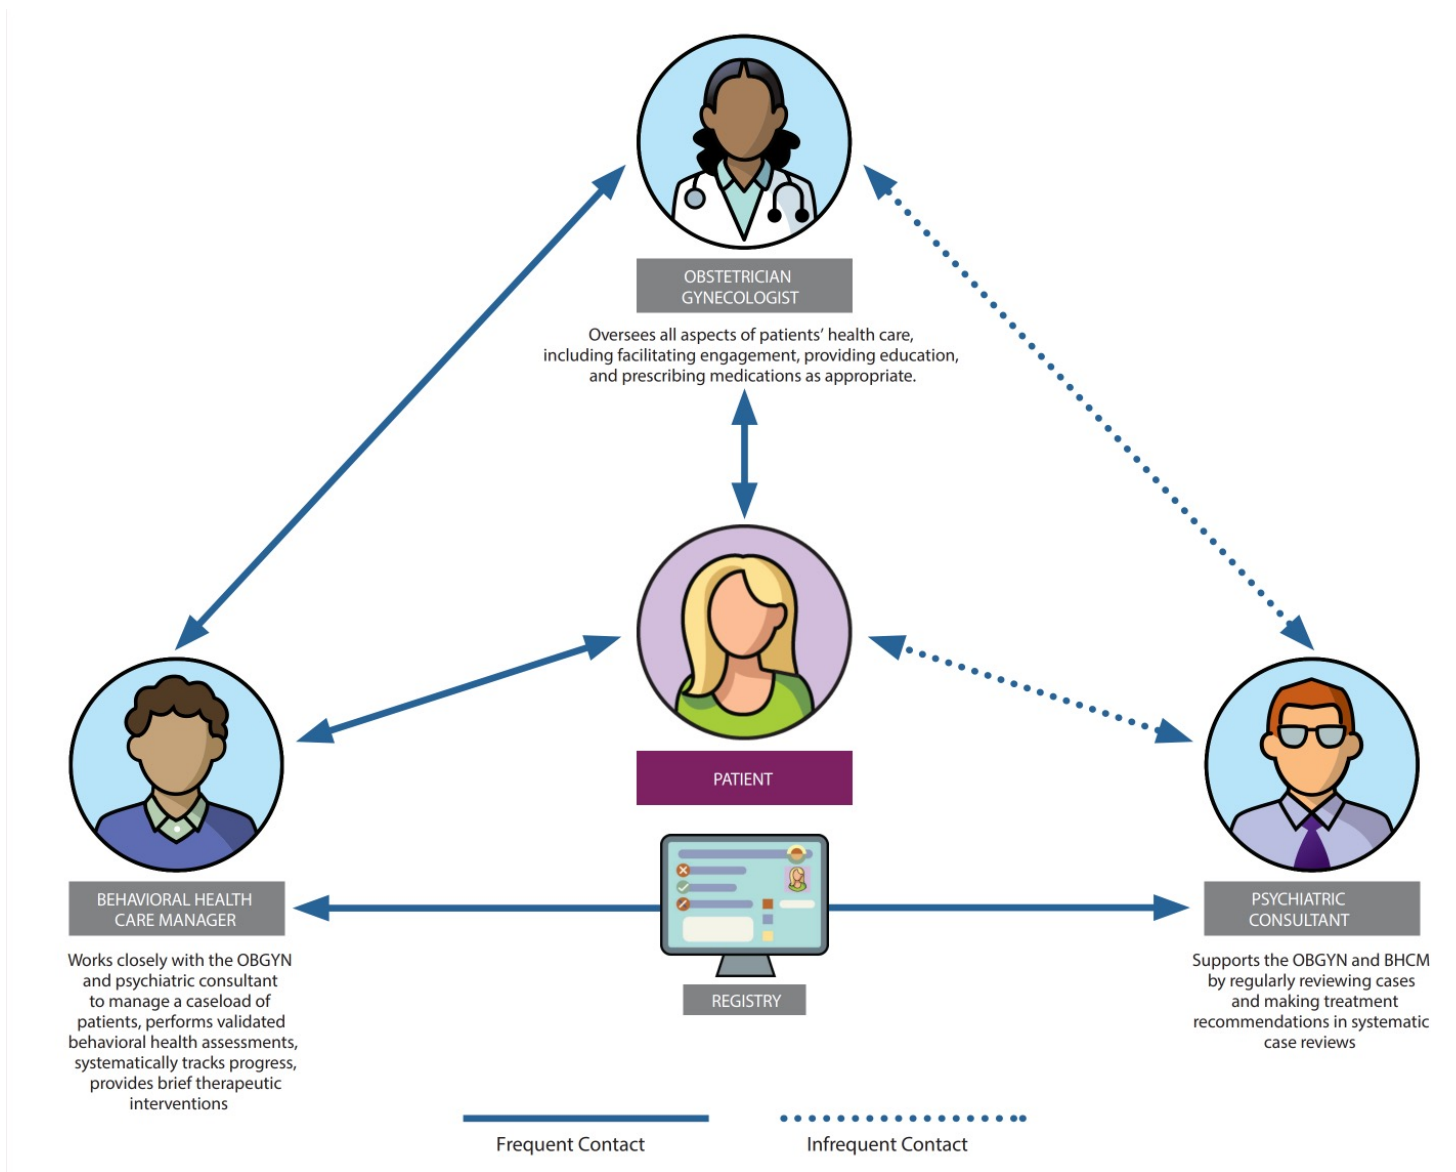 OBSTETRICIAN
GYNECOLOGIST
Oversees all aspects of patients’ health care,
including facilitating engagement, providing education,
and prescribing medications as appropriate.
PATIENT
BEHAVIORAL HEALTH
CARE MANAGER
Works closely with the OBGYN
and psychiatric consultant
to manage a caseload of
patients, performs validated
behavioral health assessments,
systematically tracks progress,
provides brief therapeutic
interventions
REGISTRY
PSYCHIATRIC
CONSULTANT
Supports the OBGYN and BHCM
by regularly reviewing cases
and making treatment
recommendations in systematic
case reviews
Frequent Contact
Infrequent Contact